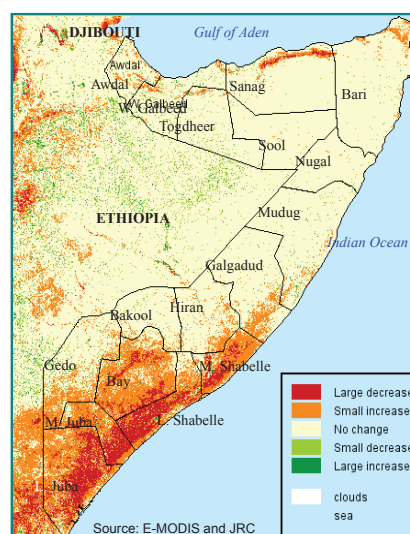 DJIBOUTI
Gulf of Aden
Awdal
Awdal
Sanag
Bari
W. Galbeed
W. Galbeed
Togdheer
Sool
Nugal
ETHIOPIA
Mudug
Indian Ocean
Galgadud
Hiran
Bakool
Gedo
M. Shabelle
Bay
L. Shabelle
M. Juba
L. Juba
Large decrease
Small increase
No change
Small decrease
Large increase
clouds
sea
Source: E-MODIS and JRC